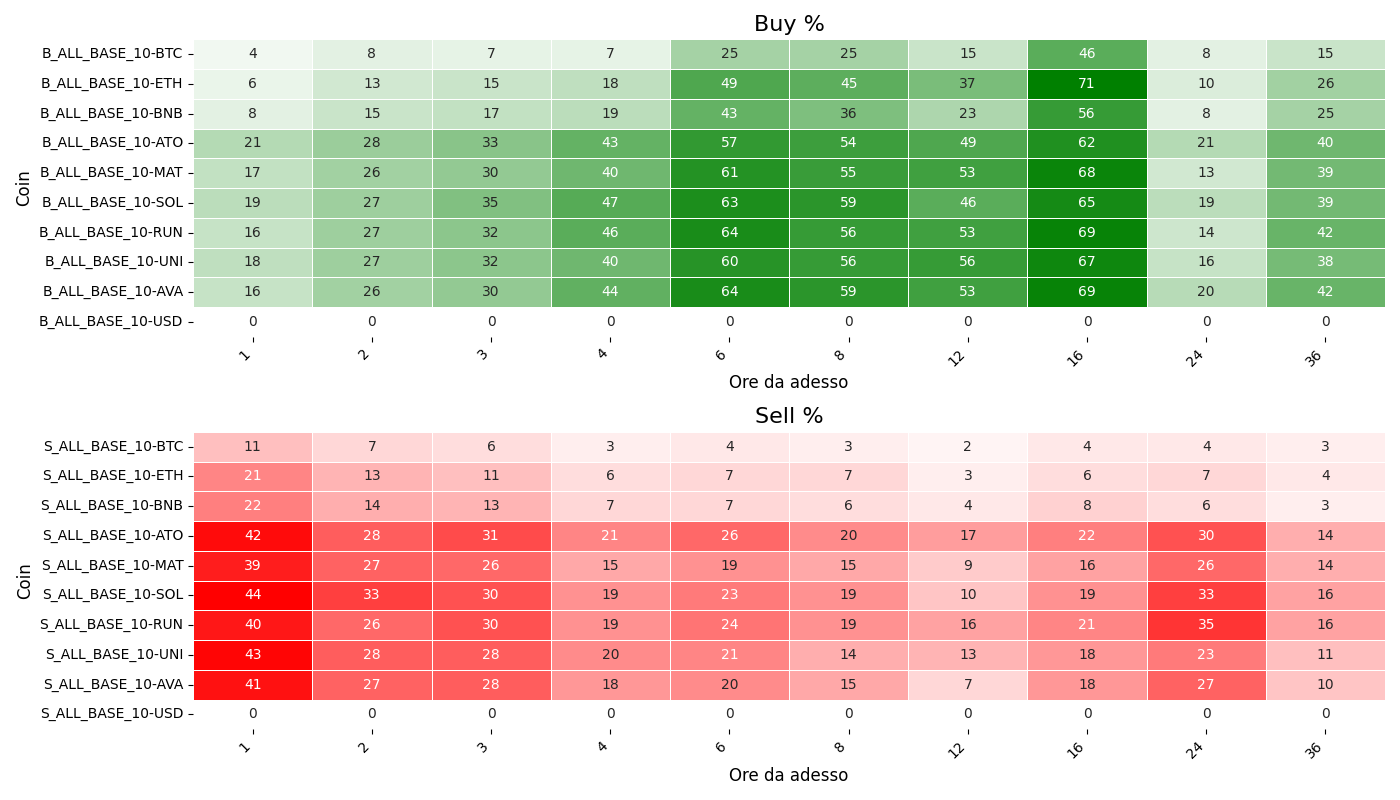 Buy %
Coin
B_ALL_BASE_10-BTC 4 8 7 7 25 25 15 46 8 15
B_ALL_BASE_10-ETH 6 13 15 18 49 45 37 71 10 26
B_ALL_BASE_10-BNB 8 15 17 19 43 36 23 56 8 25
B_ALL_BASE_10-ATO 21 28 33 43 57 54 49 62 21 40
B_ALL_BASE_10-MAT 17 26 30 40 61 55 53 68 13 39
B_ALL_BASE_10-SOL 19 27 35 47 63 59 46 65 19 39
B_ALL_BASE_10-RUN 16 27 32 46 64 56 53 69 14 42
B_ALL_BASE_10-UNI 18 27 32 40 60 56 56 67 16 38
B_ALL_BASE_10-AVA 16 26 30 44 64 59 53 69 20 42
B_ALL_BASE_10-USD 0 0 0 0 0 0 0 0 0 0
1 2 3 4 6 8 12 16 24 36
Ore da adesso
Sell %
Coin
S_ALL_BASE_10-BTC 11 7 6 3 4 3 2 4 4 3
S_ALL_BASE_10-ETH 21 13 11 6 7 7 3 6 7 4
S_ALL_BASE_10-BNB 22 14 13 7 7 6 4 8 6 3
S_ALL_BASE_10-ATO 42 28 31 21 26 20 17 22 30 14
S_ALL_BASE_10-MAT 39 27 26 15 19 15 9 16 26 14
S_ALL_BASE_10-SOL 44 33 30 19 23 19 10 19 33 16
S_ALL_BASE_10-RUN 40 26 30 19 24 19 16 21 35 16
S_ALL_BASE_10-UNI 43 28 28 20 21 14 13 18 23 11
S_ALL_BASE_10-AVA 41 27 28 18 20 15 7 18 27 10
S_ALL_BASE_10-USD 0 0 0 0 0 0 0 0 0 0
1 2 3 4 6 8 12 16 24 36
Ore da adesso